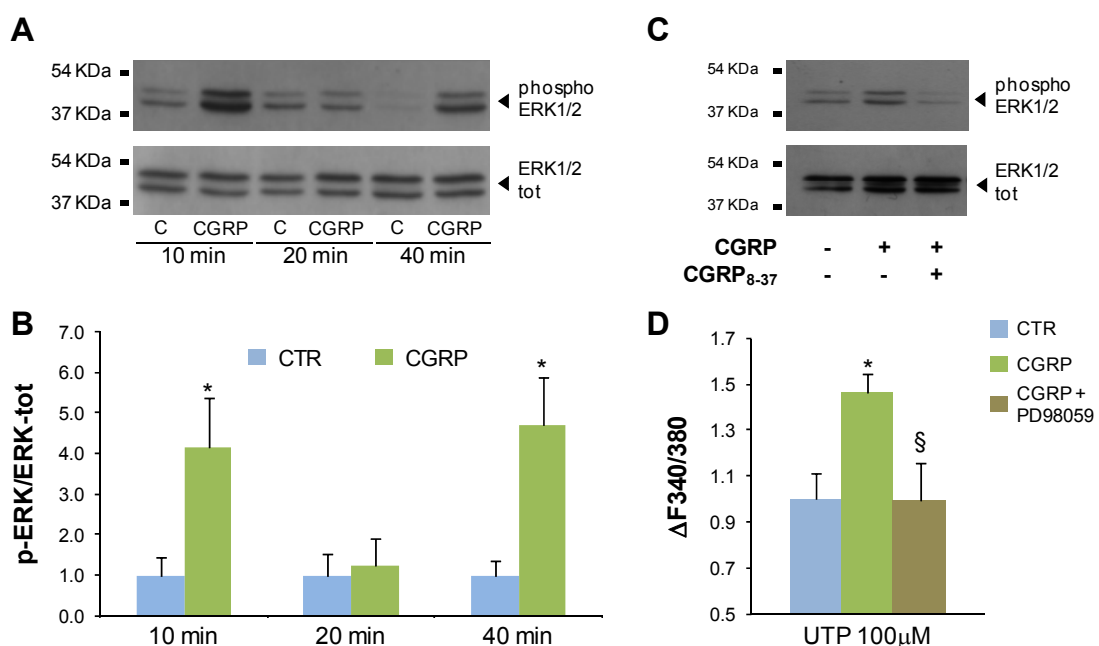 A
54 KDa
37 KDa
phospho
ERK1/2
54 KDa
37 KDa
ERK1/2
tot
C CGRP C CGRP C CGRP
10 min 20 min 40 min
C
54 KDa
37 KDa
phospho
ERK1/2
54 KDa
37 KDa
ERK1/2
tot
CGRP - + +
CGRP8-37 - - +
B
p-ERK/ERK-tot
7.0
6.0
5.0
4.0
3.0
2.0
1.0
0.0
CTR CGRP
* *
10 min 20 min 40 min
D
ΔF340/380
1.7
1.5
1.3
1.1
0.9
0.7
0.5
* §
UTP 100µM
CTR
CGRP
CGRP +
PD98059